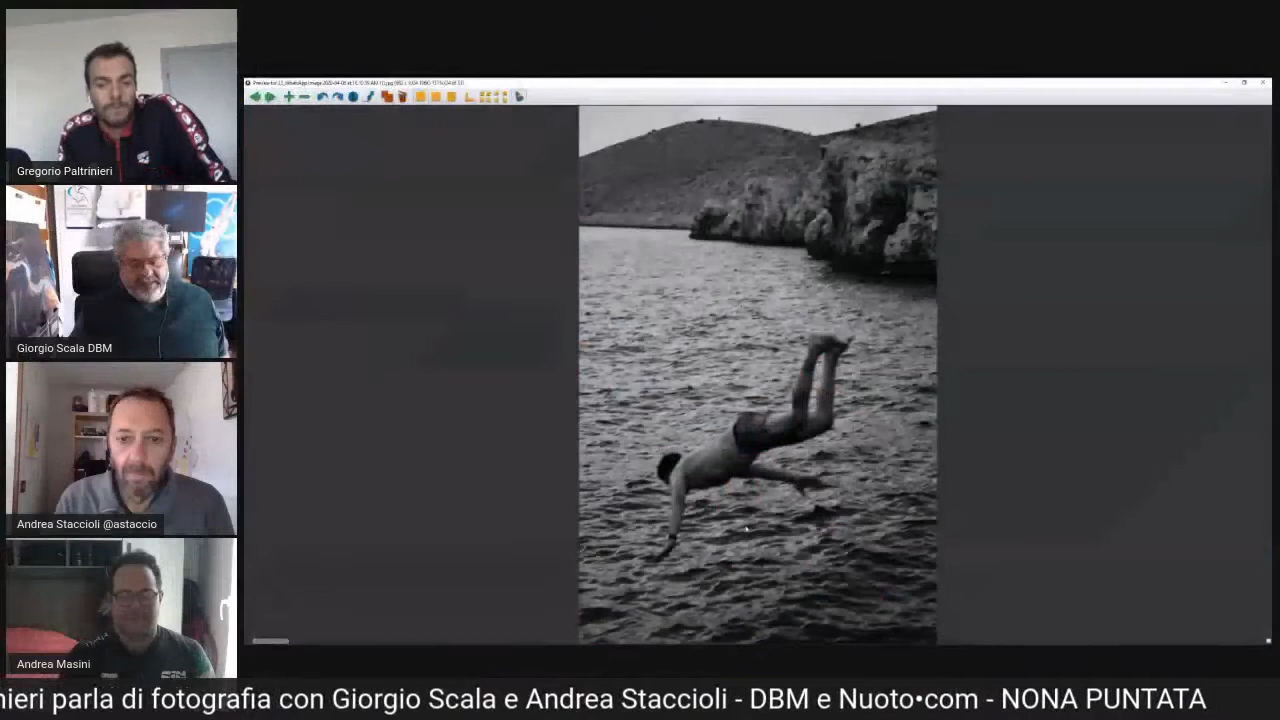 Gregorio Paltrinieri
Giorgio Scala DBM
Andrea Staccioli @astaccio
Andrea Masini
nieri parla di fotografia con Giorgio Scala e Andrea Staccioli - DBM e Nuoto•com - NONA PUNTATA